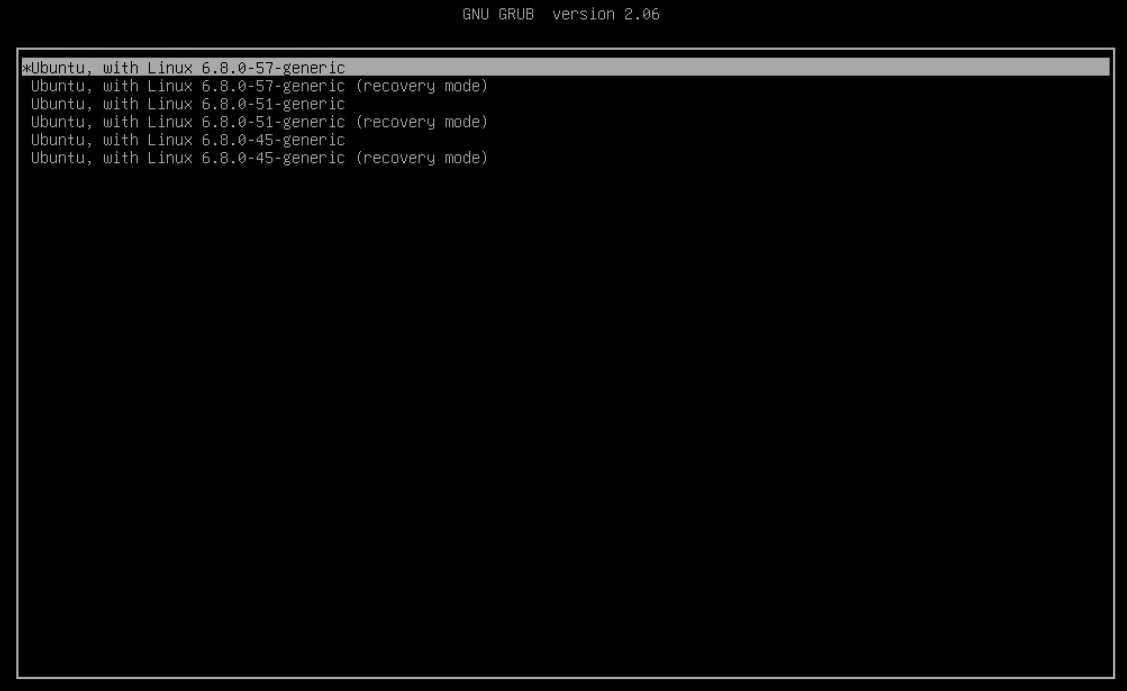 GNU GRUB  version 2.06
*Ubuntu, with Linux 6.8.0-57-generic
Ubuntu, with Linux 6.8.0-57-generic (recovery mode)
Ubuntu, with Linux 6.8.0-51-generic
Ubuntu, with Linux 6.8.0-51-generic (recovery mode)
Ubuntu, with Linux 6.8.0-45-generic
Ubuntu, with Linux 6.8.0-45-generic (recovery mode)